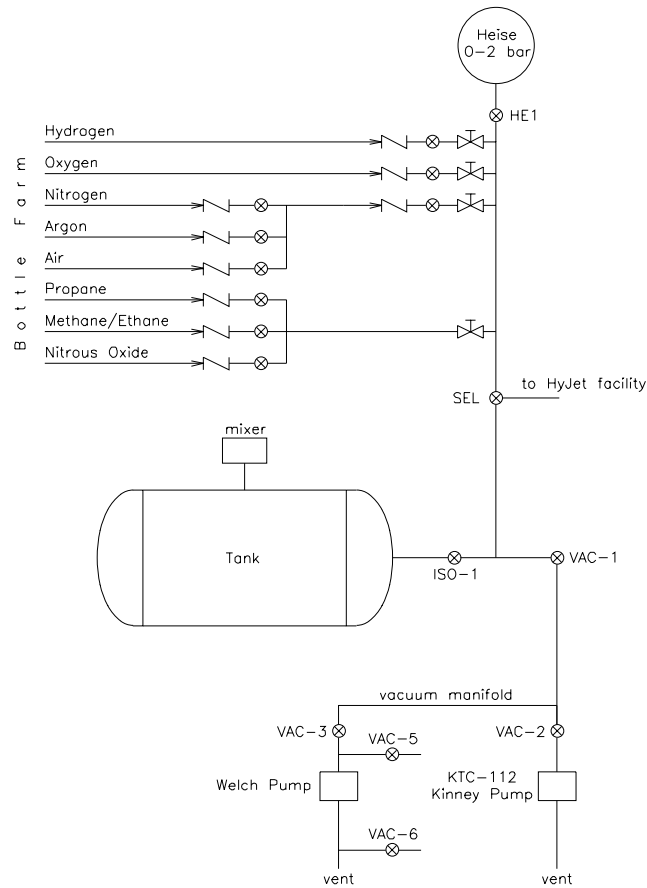 Heise
0-2 bar
HE1
Hydrogen
Oxygen
Nitrogen
Argon
Air
Propane
Methane/Ethane
Nitrous Oxide
Bottle Farm
SEL
to HyJet facility
mixer
Tank
ISO-1
VAC-1
vacuum manifold
VAC-3
VAC-5
VAC-2
Welch Pump
KTC-112
Kinney Pump
VAC-6
vent
vent